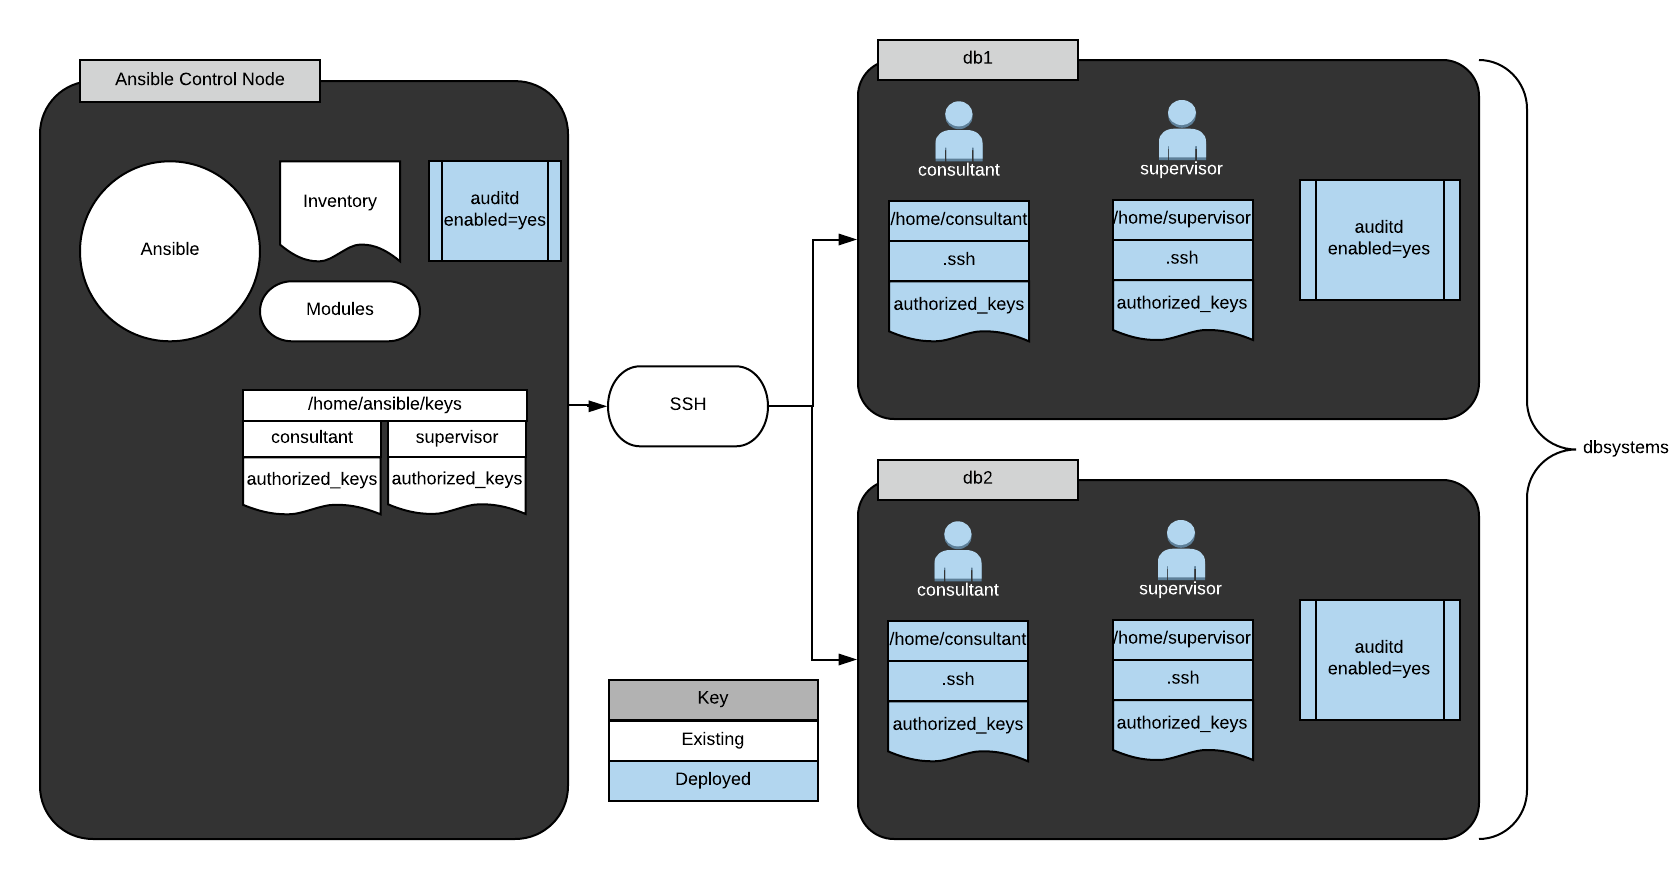 Ansible Control Node
Ansible
Inventory
auditd
enabled=yes
Modules
/home/ansible/keys
consultant
supervisor
authorized_keys
authorized_keys
SSH
db1
consultant
supervisor
/home/consultant
.ssh
authorized_keys
/home/supervisor
.ssh
authorized_keys
auditd
enabled=yes
db2
consultant
supervisor
/home/consultant
.ssh
authorized_keys
/home/supervisor
.ssh
authorized_keys
auditd
enabled=yes
dbsystems
Key
Existing
Deployed